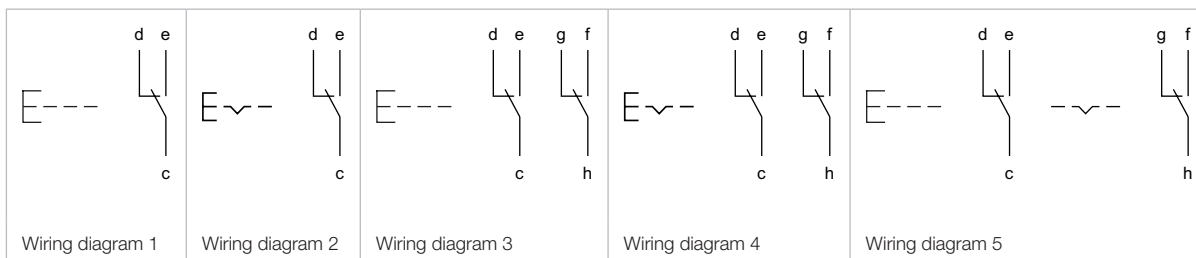 d e
c
Wiring diagram 1
d e
c
Wiring diagram 2
d e g f
c h
Wiring diagram 3
d e g f
c h
Wiring diagram 4
d e g f
c h
Wiring diagram 5